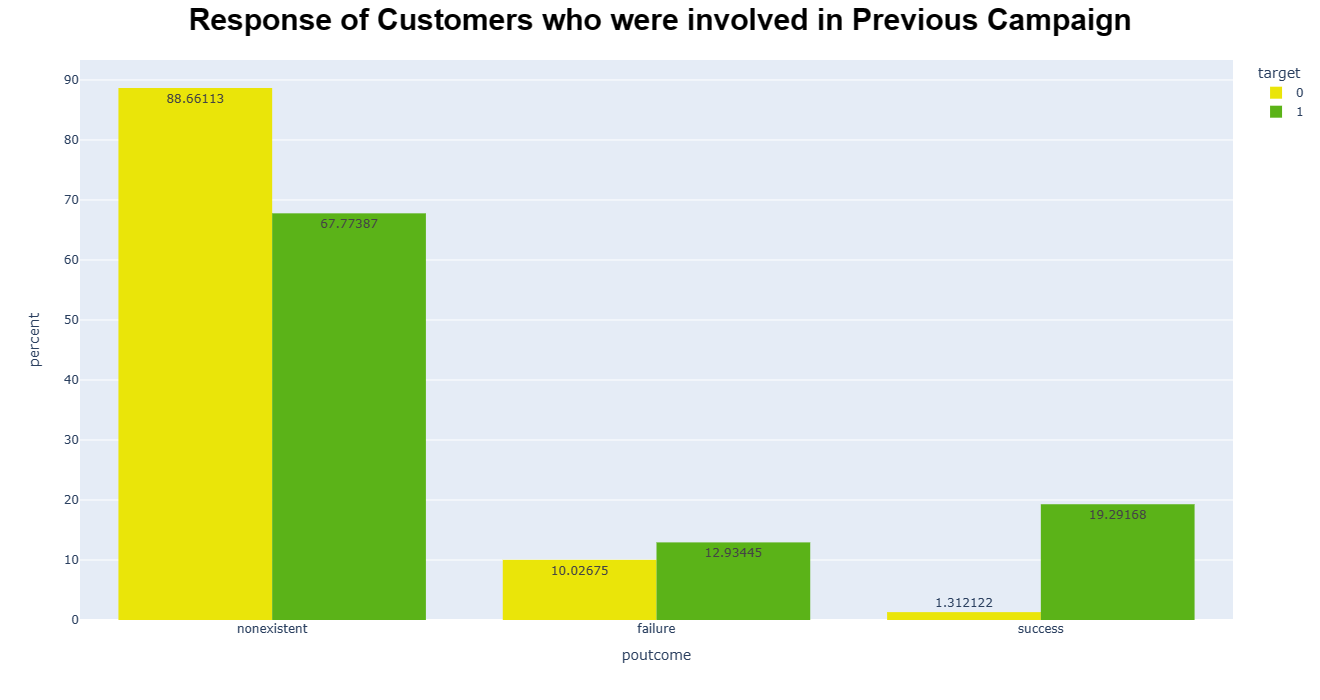 Response of Customers who were involved in Previous Campaign
target
0
1
percent
90
80
70
60
50
40
30
20
10
0
88.66113
67.77387
10.02675
12.93445
1.312122
19.29168
nonexistent
failure
success
poutcome